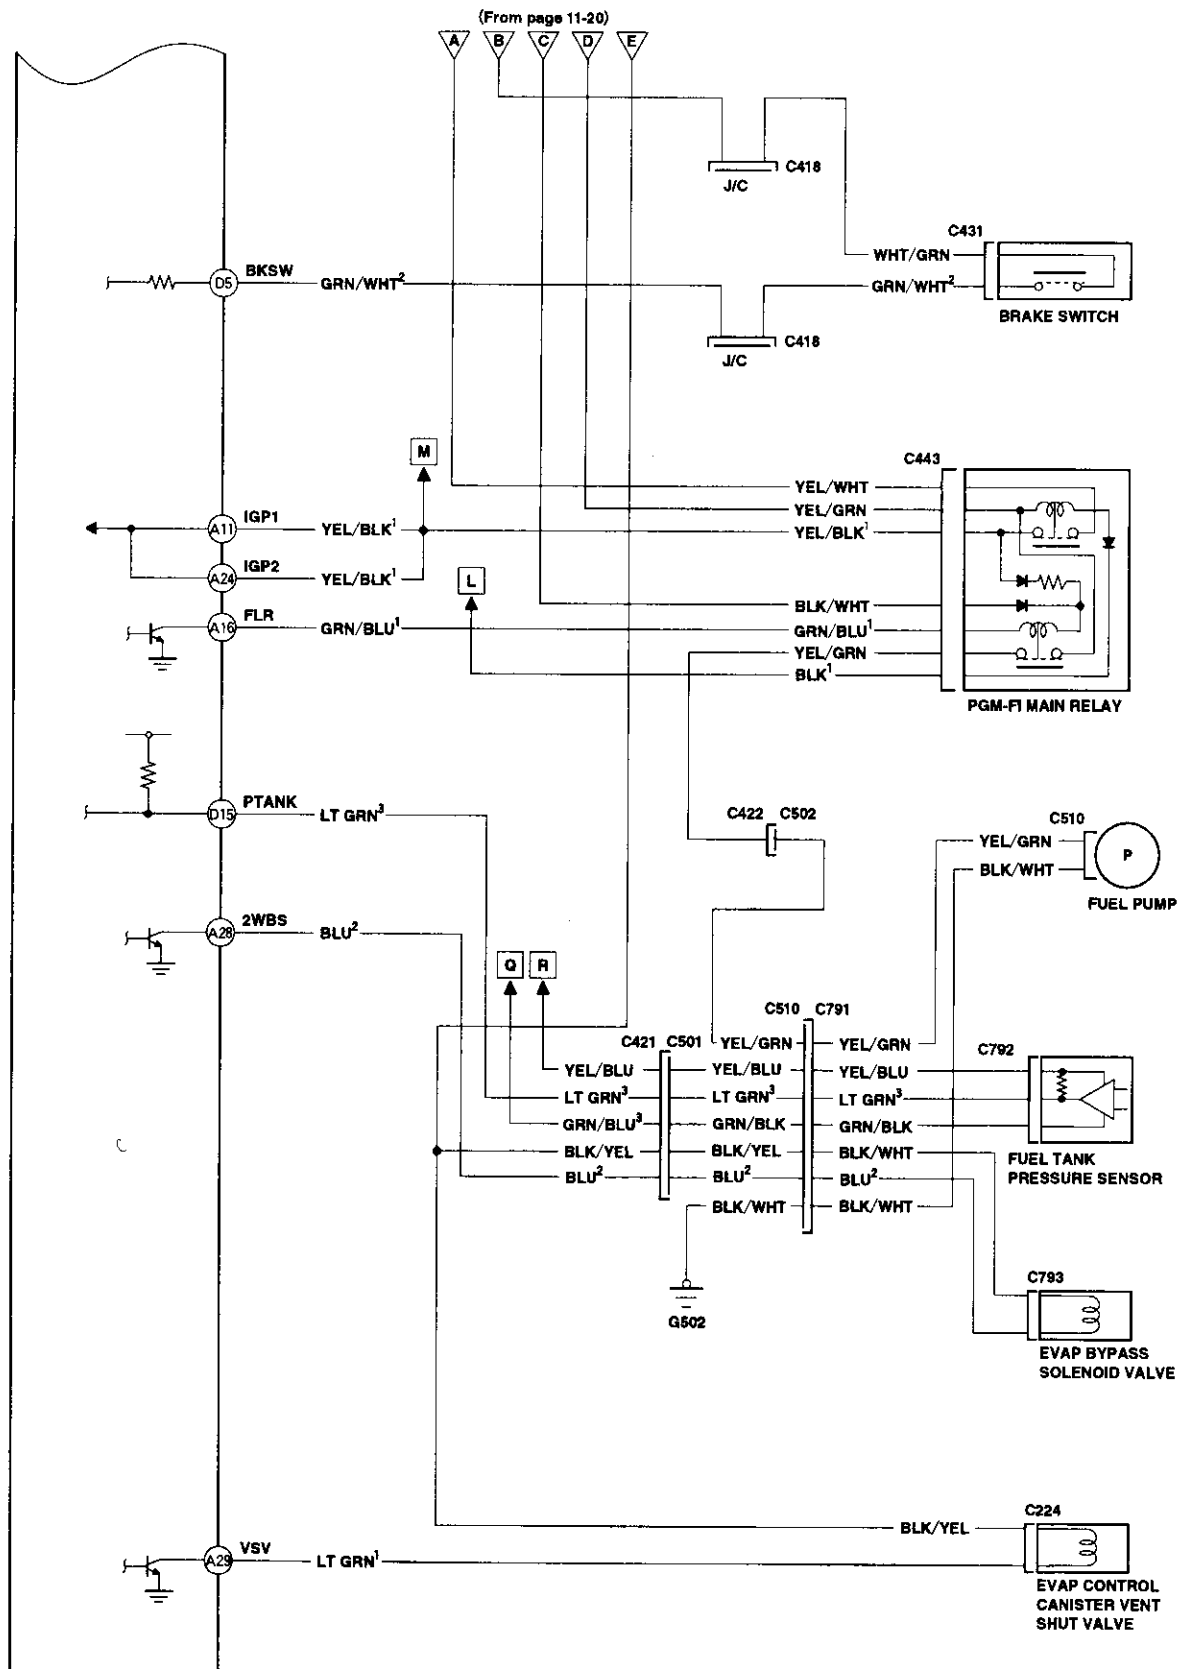 (From page 11-20)
A B C D E
C418
J/C
C431
WHT/GRN
D5 BKSW GRN/WHT² GRN/WHT²
BRAKE SWITCH
C418
J/C
M
C443
YEL/WHT
YEL/GRN
A11 IGP1 YEL/BLK¹ YEL/BLK¹
A24 IGP2 YEL/BLK¹
L
BLK/WHT
A16 FLR GRN/BLU¹ GRN/BLU¹
YEL/GRN
BLK¹
PGM-FI MAIN RELAY
D15 PTANK LT GRN³
C422 C502
C510
YEL/GRN
P
BLK/WHT
FUEL PUMP
A28 2WBS BLU²
Q R
C510 C791
C421 C501 YEL/GRN YEL/GRN C792
YEL/BLU YEL/BLU YEL/BLU
LT GRN³ LT GRN³ LT GRN³
GRN/BLU³ GRN/BLK GRN/BLK
BLK/YEL BLK/YEL BLK/WHT
FUEL TANK
PRESSURE SENSOR
BLU² BLU² BLU²
BLK/WHT BLK/WHT
G502
C793
EVAP BYPASS
SOLENOID VALVE
C224
BLK/YEL
A29 VSV LT GRN¹
EVAP CONTROL
CANISTER VENT
SHUT VALVE